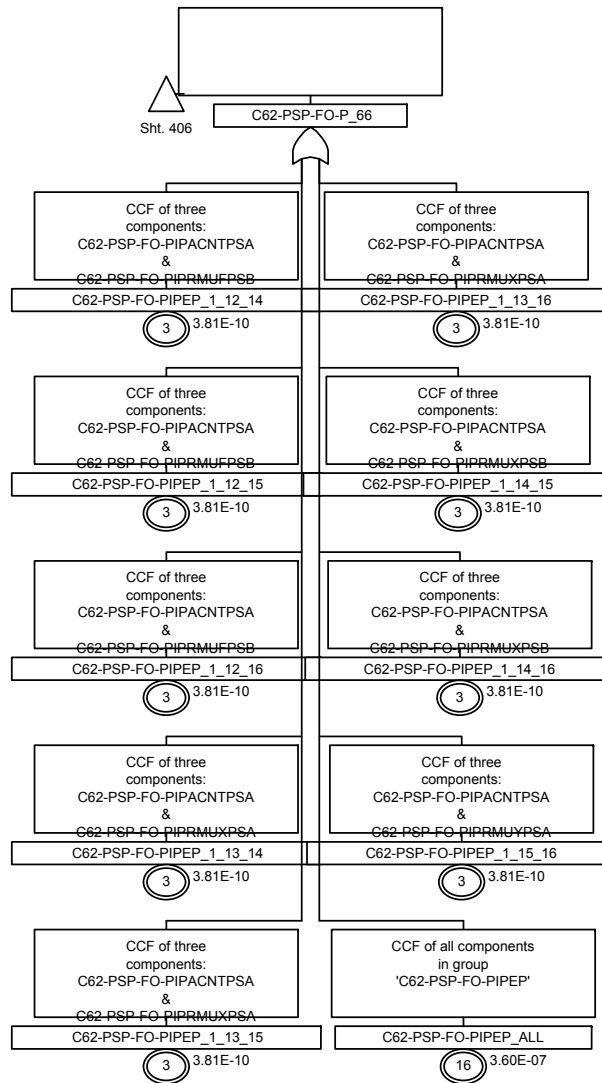 C62-PSP-FO-P_66
Sht. 406
CCF of three
components:
C62-PSP-FO-PIPACNTPSA
&
C62-PSP-FO-PIPRMUFPSB
C62-PSP-FO-PIPEP_1_12_14
3
3.81E-10
CCF of three
components:
C62-PSP-FO-PIPACNTPSA
&
C62-PSP-FO-PIPRMUXPSA
C62-PSP-FO-PIPEP_1_13_16
3
3.81E-10
CCF of three
components:
C62-PSP-FO-PIPACNTPSA
&
C62-PSP-FO-PIPRMUFPSB
C62-PSP-FO-PIPEP_1_12_15
3
3.81E-10
CCF of three
components:
C62-PSP-FO-PIPACNTPSA
&
C62-PSP-FO-PIPRMUXPSB
C62-PSP-FO-PIPEP_1_14_15
3
3.81E-10
CCF of three
components:
C62-PSP-FO-PIPACNTPSA
&
C62-PSP-FO-PIPRMUFPSB
C62-PSP-FO-PIPEP_1_12_16
3
3.81E-10
CCF of three
components:
C62-PSP-FO-PIPACNTPSA
&
C62-PSP-FO-PIPRMUXPSB
C62-PSP-FO-PIPEP_1_14_16
3
3.81E-10
CCF of three
components:
C62-PSP-FO-PIPACNTPSA
&
C62-PSP-FO-PIPRMUXPSA
C62-PSP-FO-PIPEP_1_13_14
3
3.81E-10
CCF of three
components:
C62-PSP-FO-PIPACNTPSA
&
C62-PSP-FO-PIPRMUYPSA
C62-PSP-FO-PIPEP_1_15_16
3
3.81E-10
CCF of three
components:
C62-PSP-FO-PIPACNTPSA
&
C62-PSP-FO-PIPRMUXPSA
C62-PSP-FO-PIPEP_1_13_15
3
3.81E-10
CCF of all components
in group
'C62-PSP-FO-PIPEP'
C62-PSP-FO-PIPEP_ALL
16
3.60E-07